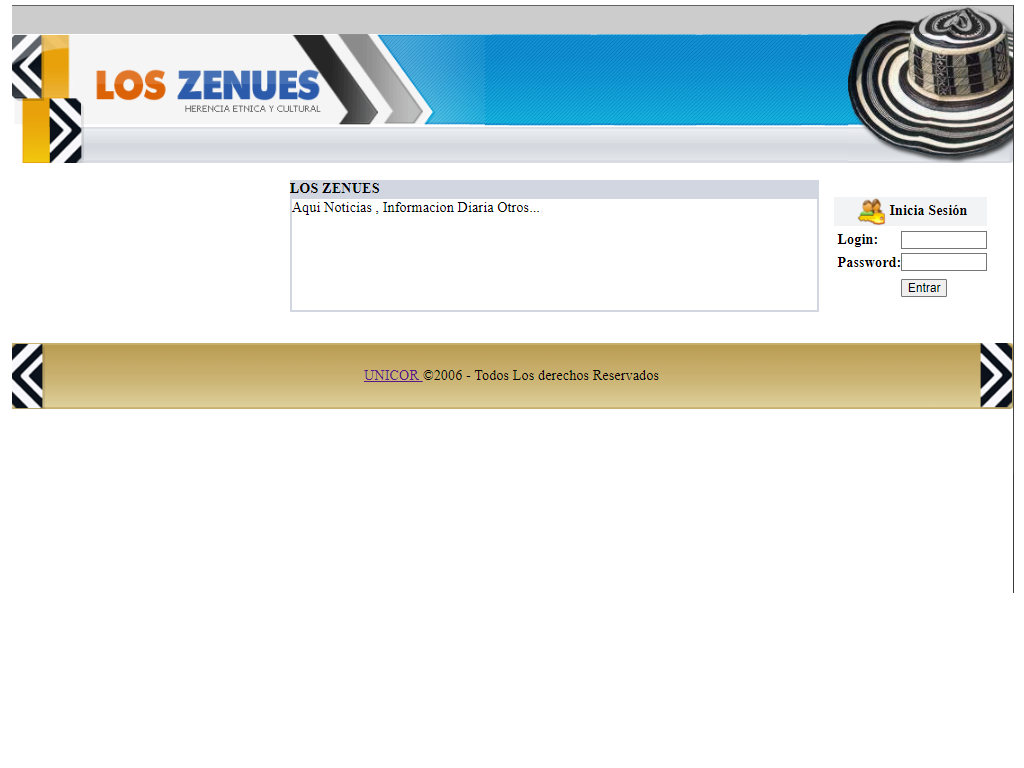 LOS ZENUES
HERENCIA ETNICA Y CULTURAL
LOS ZENUES
Aqui Noticias , Informacion Diaria Otros...
Inicia Sesión
Login:
Password:
Entrar
UNICOR ©2006 - Todos Los derechos Reservados